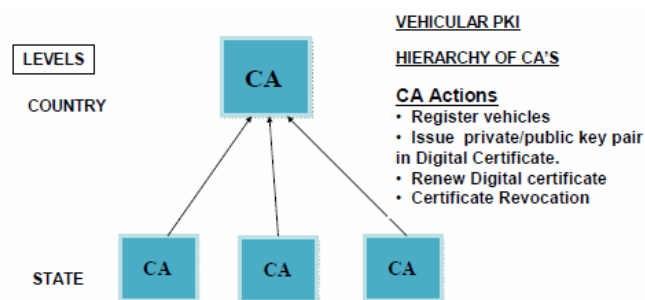 VEHICULAR PKI
LEVELS
HIERARCHY OF CA'S
CA
COUNTRY
CA Actions
• Register vehicles
• Issue private/public key pair
in Digital Certificate.
• Renew Digital certificate
• Certificate Revocation
STATE
CA
CA
CA